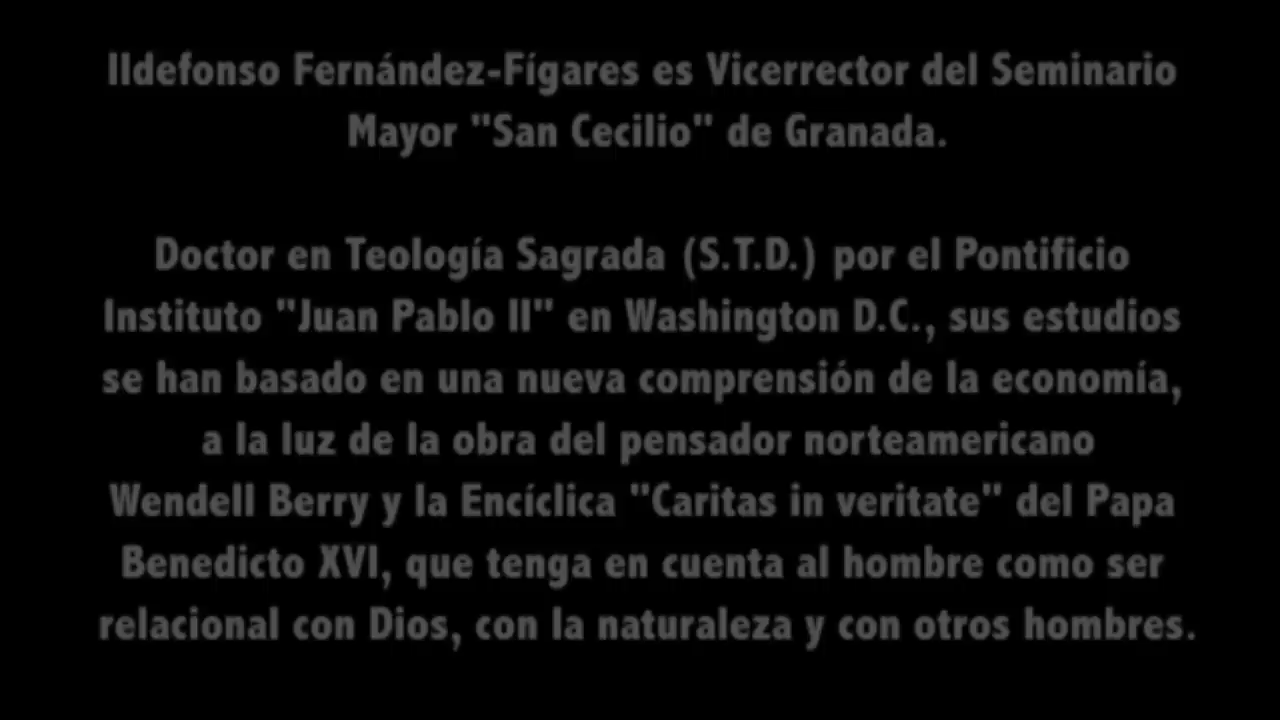 Ildefonso Fernández-Fígares es Vicerrector del Seminario
Mayor "San Cecilio" de Granada.
Doctor en Teología Sagrada (S.T.D.) por el Pontificio
Instituto "Juan Pablo II" en Washington D.C., sus estudios
se han basado en una nueva comprensión de la economía,
a la luz de la obra del pensador norteamericano
Wendell Berry y la Encíclica "Caritas in veritate" del Papa
Benedicto XVI, que tenga en cuenta al hombre como ser
relacional con Dios, con la naturaleza y con otros hombres.